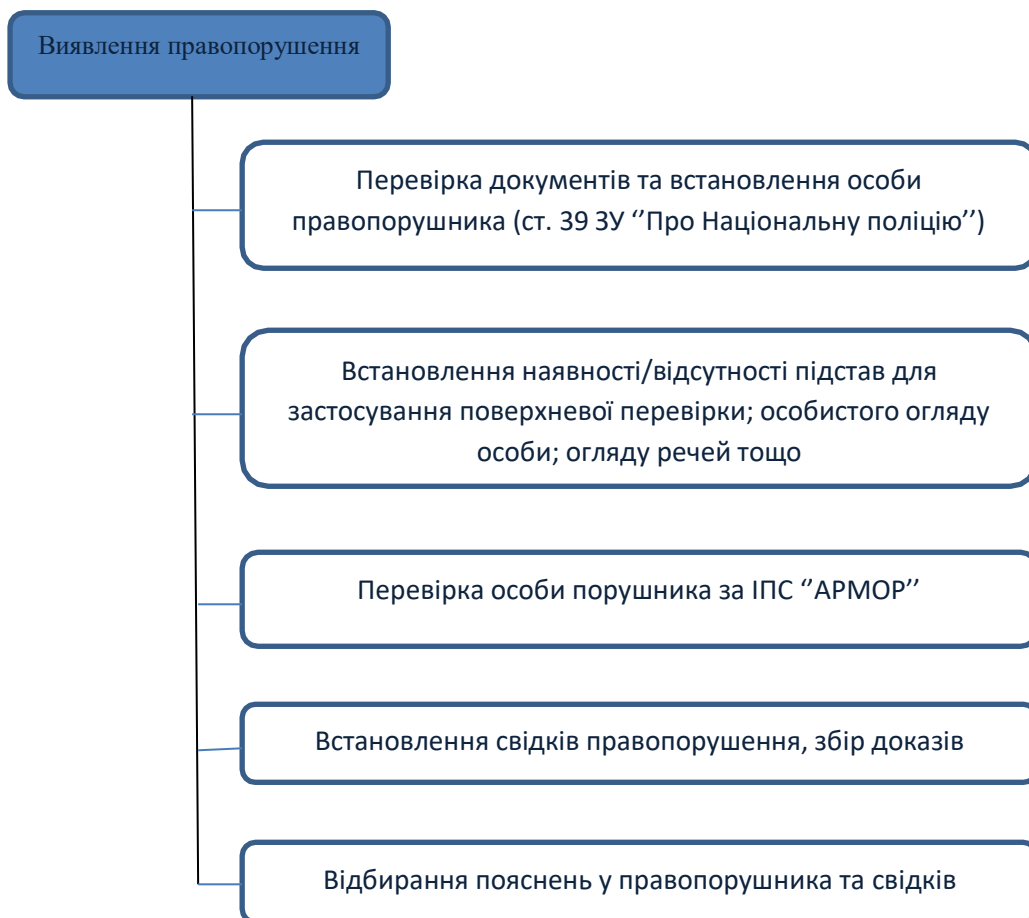 Виявлення правопорушення
Перевірка документів та встановлення особи
правопорушника (ст. 39 ЗУ ‘’Про Національну поліцію’’)
Встановлення наявності/відсутності підстав для
застосування поверхневої перевірки; особистого огляду
особи; огляду речей тощо
Перевірка особи порушника за ІПС ‘’АРМОР’’
Встановлення свідків правопорушення, збір доказів
Відбирання пояснень у правопорушника та свідків